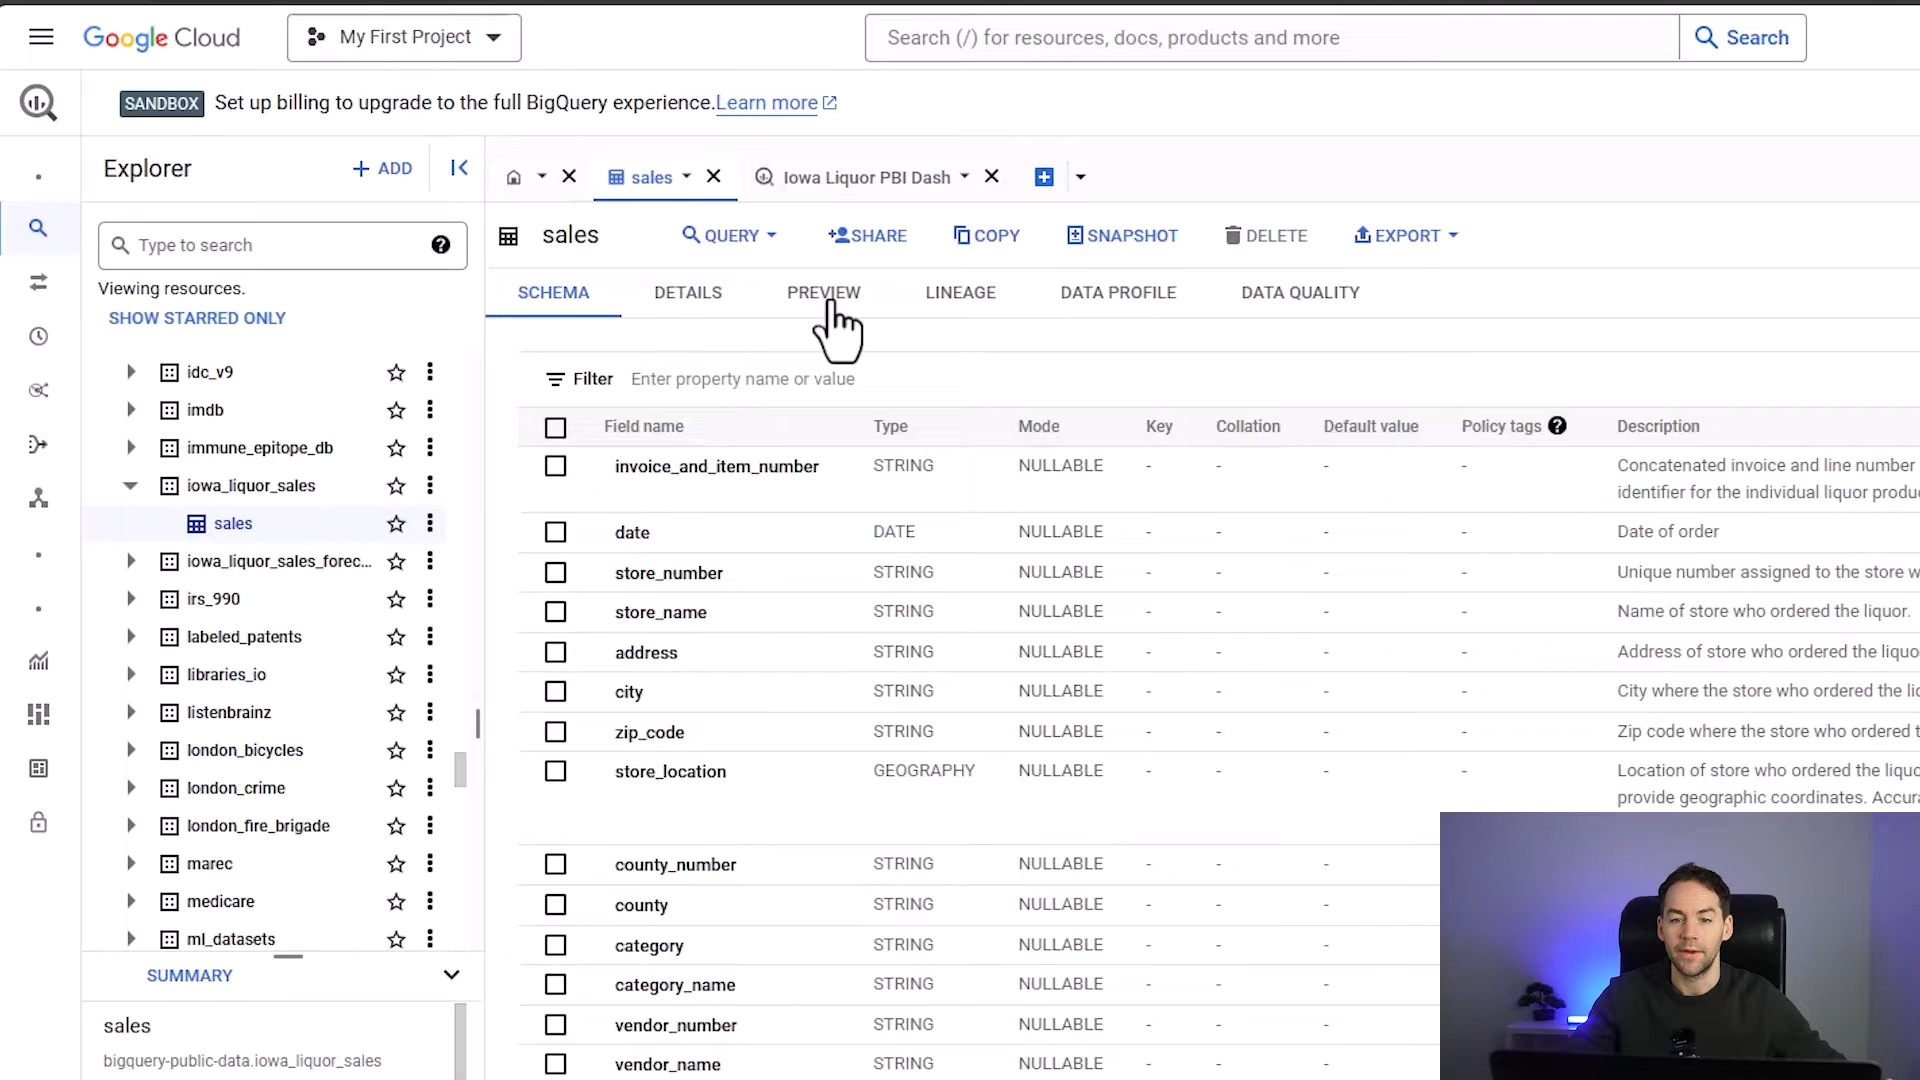 Google Cloud
My First Project
Search (/) for resources, docs, products and more
Search
SANDBOX
Set up billing to upgrade to the full BigQuery experience. Learn more
Explorer
+ ADD
sales
Iowa Liquor PBI Dash
Type to search
Viewing resources.
SHOW STARRED ONLY
idc_v9
imdb
immune_epitope_db
iowa_liquor_sales
sales
iowa_liquor_sales_forec...
irs_990
labeled_patents
libraries_io
listenbrainz
london_bicycles
london_crime
london_fire_brigade
marec
medicare
ml_datasets
SUMMARY
sales
bigquery-public-data.iowa_liquor_sales
sales
QUERY
SHARE
COPY
SNAPSHOT
DELETE
EXPORT
SCHEMA
DETAILS
PREVIEW
LINEAGE
DATA PROFILE
DATA QUALITY
Filter Enter property name or value
Field name Type Mode Key Collation Default value Policy tags Description
invoice_and_item_number STRING NULLABLE - - - - Concatenated invoice and line number
identifier for the individual liquor produ
date DATE NULLABLE - - - - Date of order
store_number STRING NULLABLE - - - - Unique number assigned to the store w
store_name STRING NULLABLE - - - - Name of store who ordered the liquor.
address STRING NULLABLE - - - - Address of store who ordered the liquo
city STRING NULLABLE - - - - City where the store who ordered the li
zip_code STRING NULLABLE - - - - Zip code where the store who ordered t
store_location GEOGRAPHY NULLABLE - - - - Location of store who ordered the liquo
provide geographic coordinates. Accura
county_number STRING NULLABLE - - -
county STRING NULLABLE - - -
category STRING NULLABLE - - -
category_name STRING NULLABLE - - -
vendor_number STRING NULLABLE - - -
vendor_name STRING NULLABLE - - -